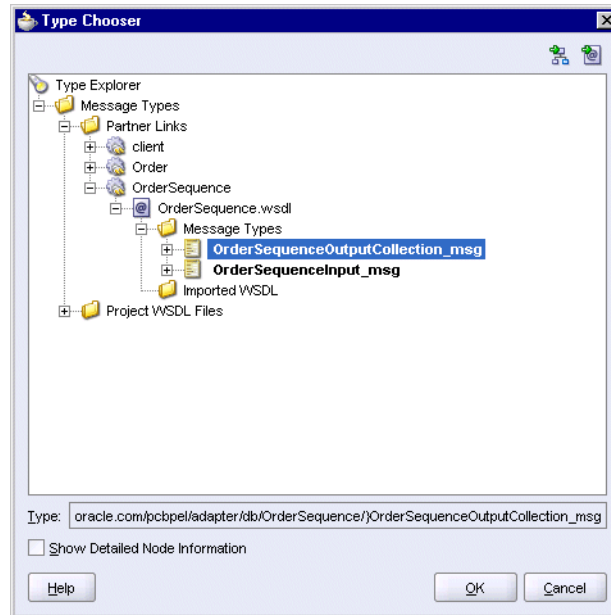 Type Chooser
Type Explorer
Message Types
Partner Links
client
Order
OrderSequence
OrderSequence.wsdl
Message Types
OrderSequenceOutputCollection_msg
OrderSequenceInput_msg
Imported WSDL
Project WSDL Files
Type: oracle.com/pcbpel/adapter/db/OrderSequence/}OrderSequenceOutputCollection_msg
Show Detailed Node Information
Help OK Cancel